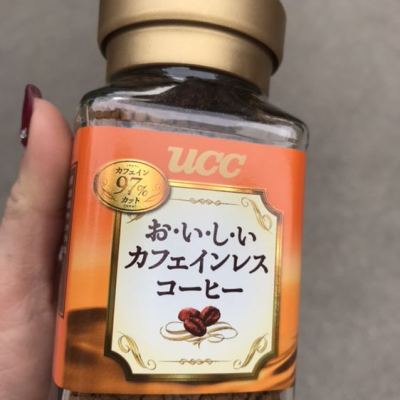 ucc
カフェイン
97%
カット
お・い・し・い
カフェインレス
コーヒー